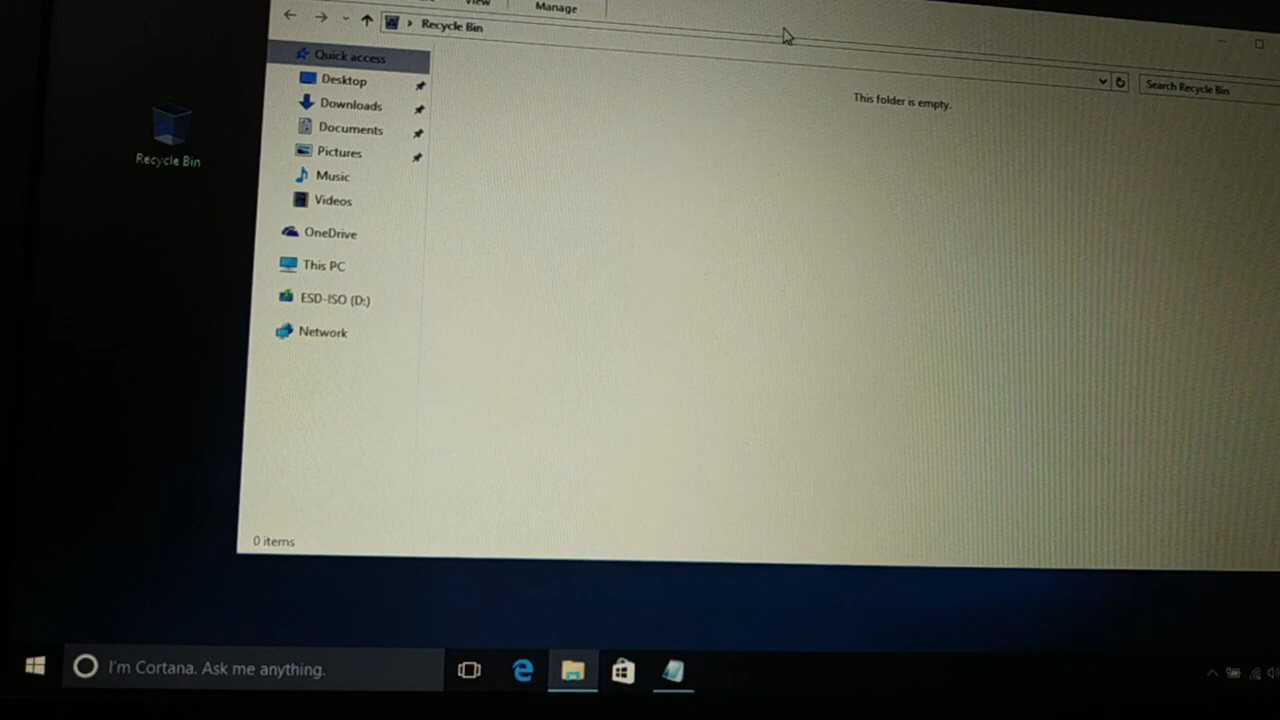 View
Manage
Recycle Bin
Search Recycle Bin
Quick access
This folder is empty.
Desktop
Downloads
Documents
Pictures
Music
Videos
OneDrive
This PC
ESD-ISO (D:)
Network
0 items
Recycle Bin
I'm Cortana. Ask me anything.